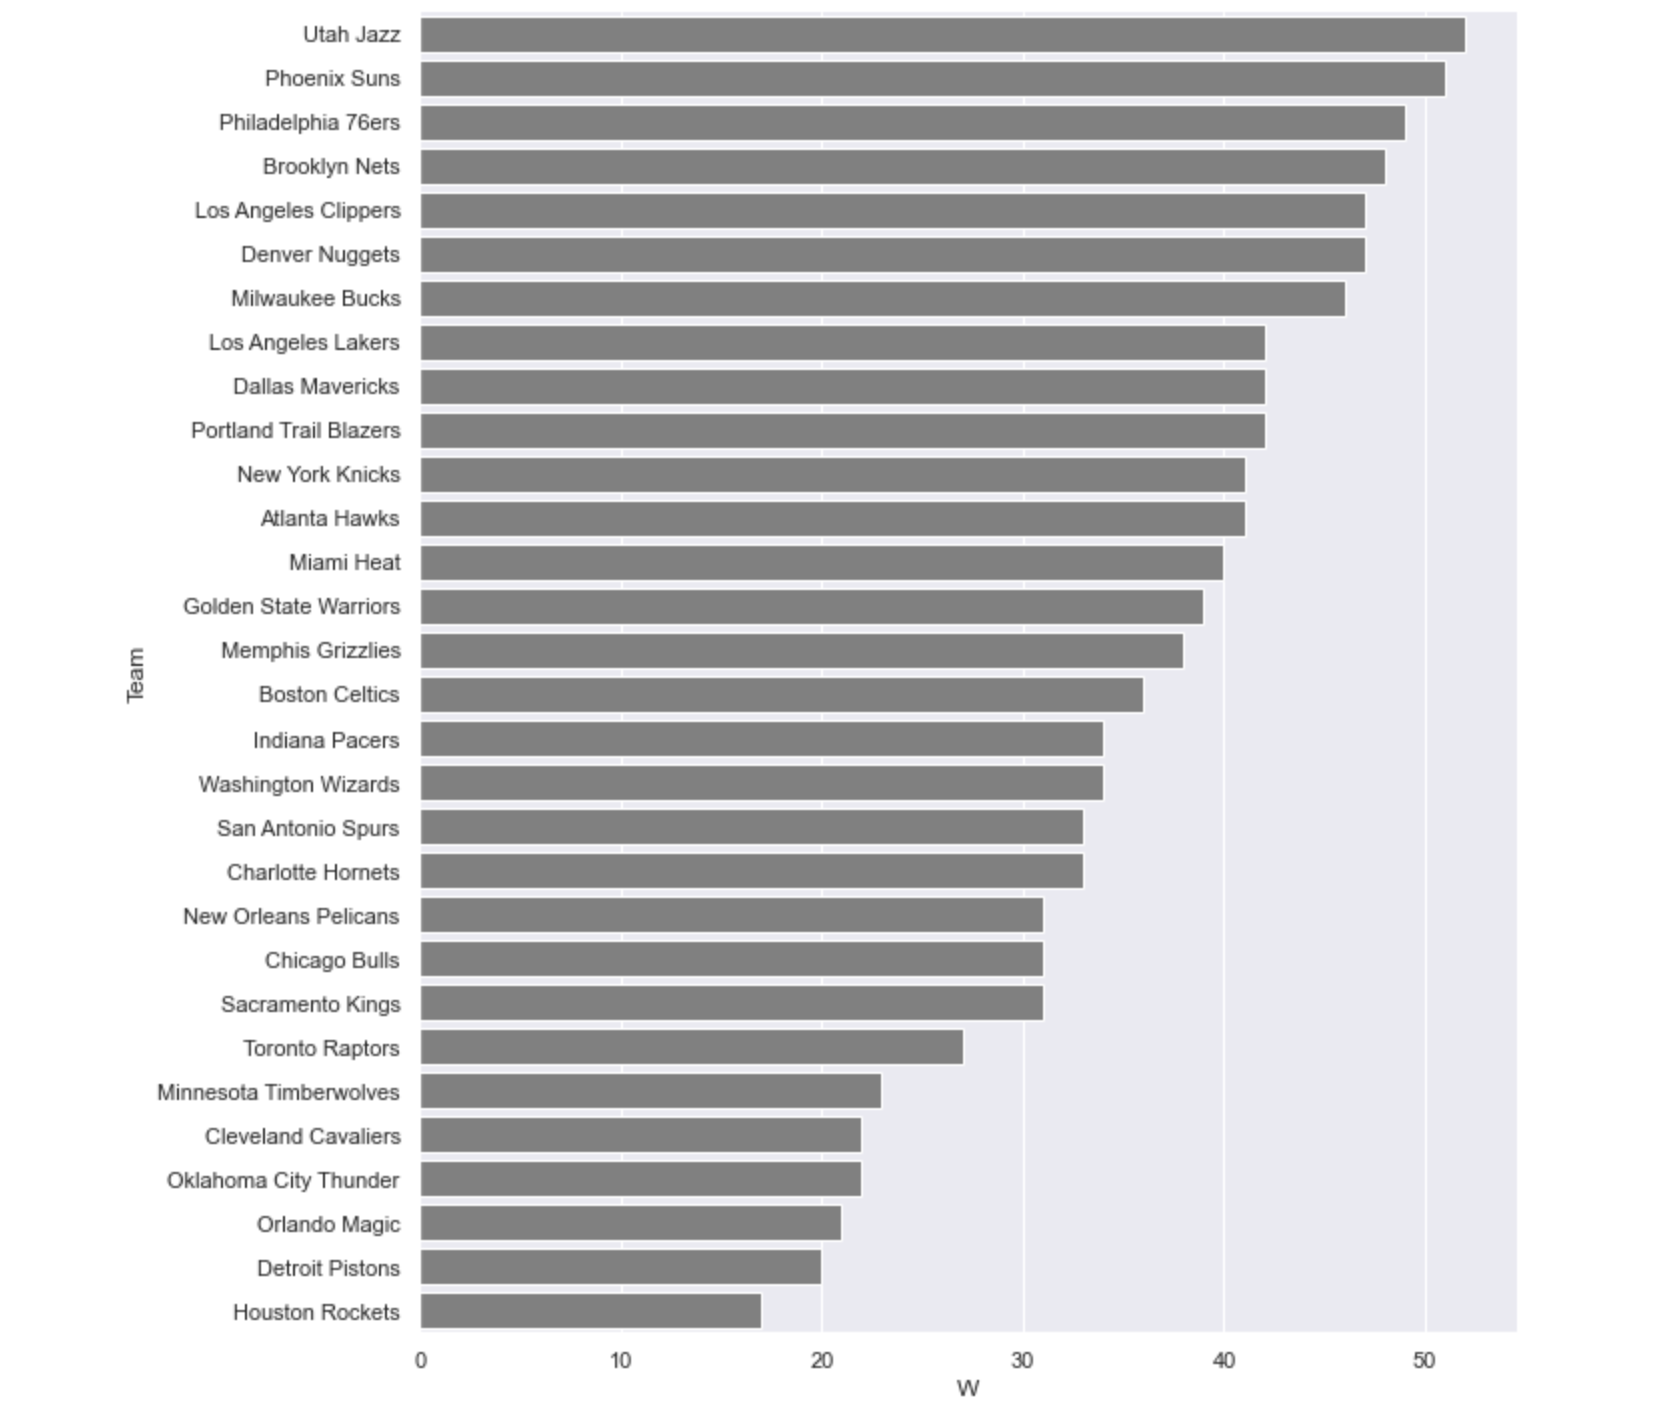 Utah Jazz
Phoenix Suns
Philadelphia 76ers
Brooklyn Nets
Los Angeles Clippers
Denver Nuggets
Milwaukee Bucks
Los Angeles Lakers
Dallas Mavericks
Portland Trail Blazers
New York Knicks
Atlanta Hawks
Miami Heat
Golden State Warriors
Memphis Grizzlies
Team
Boston Celtics
Indiana Pacers
Washington Wizards
San Antonio Spurs
Charlotte Hornets
New Orleans Pelicans
Chicago Bulls
Sacramento Kings
Toronto Raptors
Minnesota Timberwolves
Cleveland Cavaliers
Oklahoma City Thunder
Orlando Magic
Detroit Pistons
Houston Rockets
0 10 20 30 40 50
W